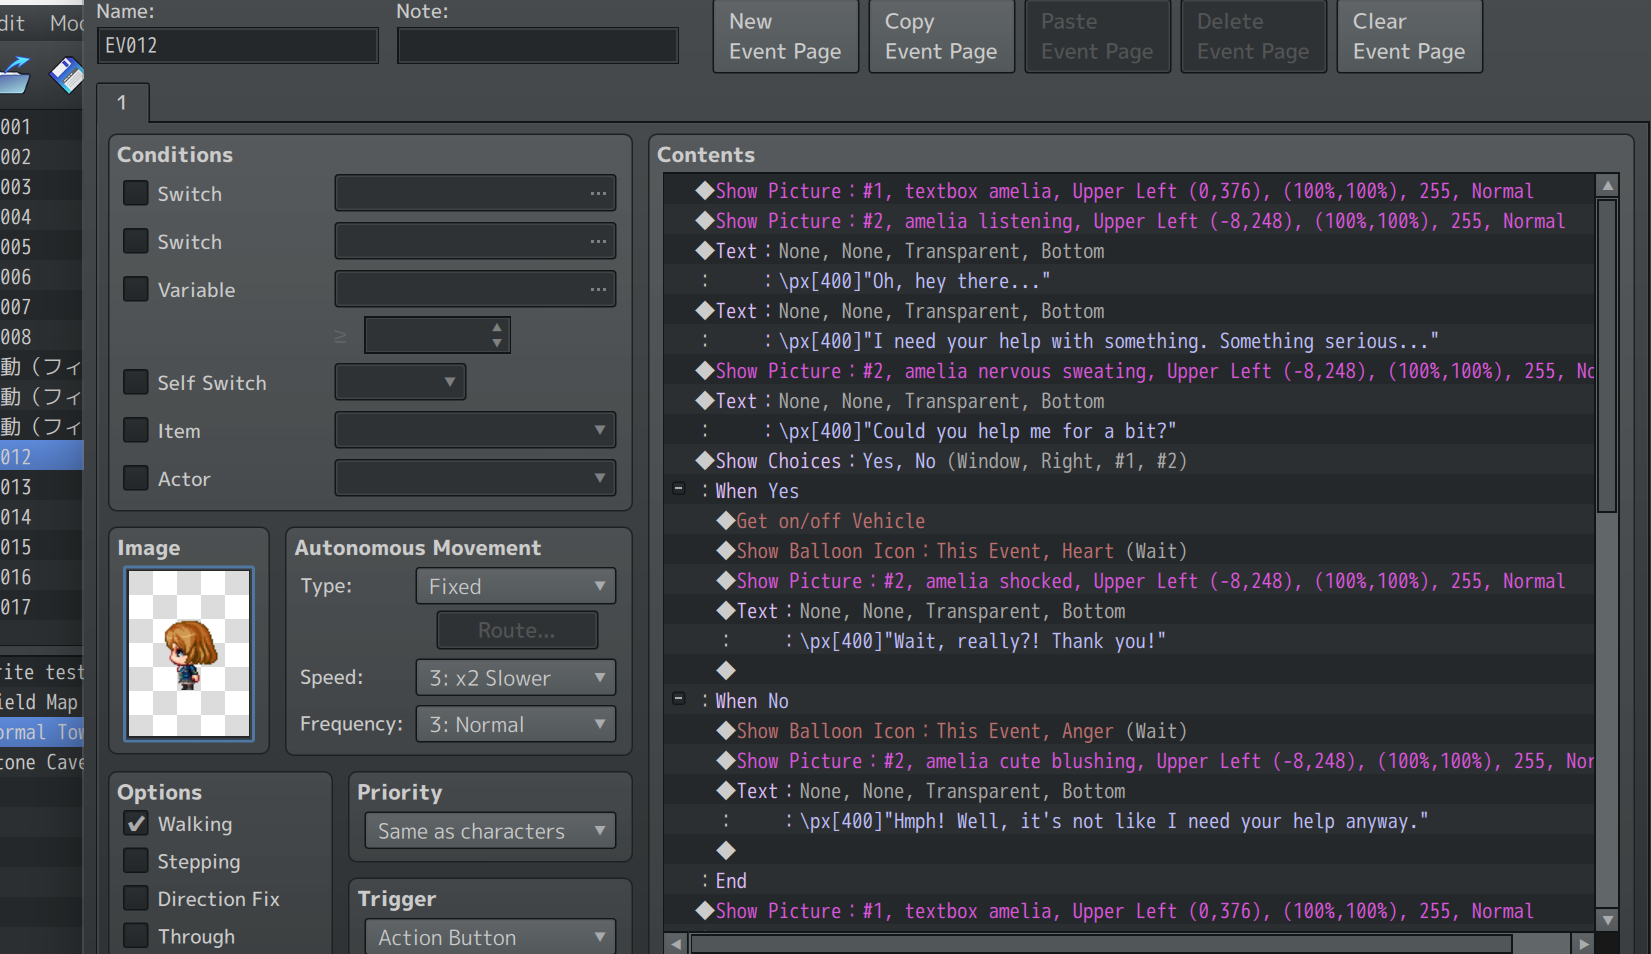 dit Mod
Name:
Note:
EV012
New
Event Page
Copy
Event Page
Paste
Event Page
Delete
Event Page
Clear
Event Page
1
001
002
003
004
005
006
007
008
動（フィ
動（フィ
動（フィ
012
013
014
015
016
017
rite test
ield Map
ormal Tow
tone Cave
Conditions
Switch
...
Switch
...
Variable
...
≥
Self Switch
Item
Actor
Image
Autonomous Movement
Type:
Fixed
Route...
Speed:
3: x2 Slower
Frequency:
3: Normal
Options
Walking
Stepping
Direction Fix
Through
Priority
Same as characters
Trigger
Action Button
Contents
◆Show Picture：#1, textbox amelia, Upper Left (0,376), (100%,100%), 255, Normal
◆Show Picture：#2, amelia listening, Upper Left (-8,248), (100%,100%), 255, Normal
◆Text：None, None, Transparent, Bottom
：　　：\px[400]"Oh, hey there..."
◆Text：None, None, Transparent, Bottom
：　　：\px[400]"I need your help with something. Something serious..."
◆Show Picture：#2, amelia nervous sweating, Upper Left (-8,248), (100%,100%), 255, No
◆Text：None, None, Transparent, Bottom
：　　：\px[400]"Could you help me for a bit?"
◆Show Choices：Yes, No (Window, Right, #1, #2)
：When Yes
◆Get on/off Vehicle
◆Show Balloon Icon：This Event, Heart (Wait)
◆Show Picture：#2, amelia shocked, Upper Left (-8,248), (100%,100%), 255, Normal
◆Text：None, None, Transparent, Bottom
：　　：\px[400]"Wait, really?! Thank you!"
◆
：When No
◆Show Balloon Icon：This Event, Anger (Wait)
◆Show Picture：#2, amelia cute blushing, Upper Left (-8,248), (100%,100%), 255, Nor
◆Text：None, None, Transparent, Bottom
：　　：\px[400]"Hmph! Well, it's not like I need your help anyway."
◆
：End
◆Show Picture：#1, textbox amelia, Upper Left (0,376), (100%,100%), 255, Normal